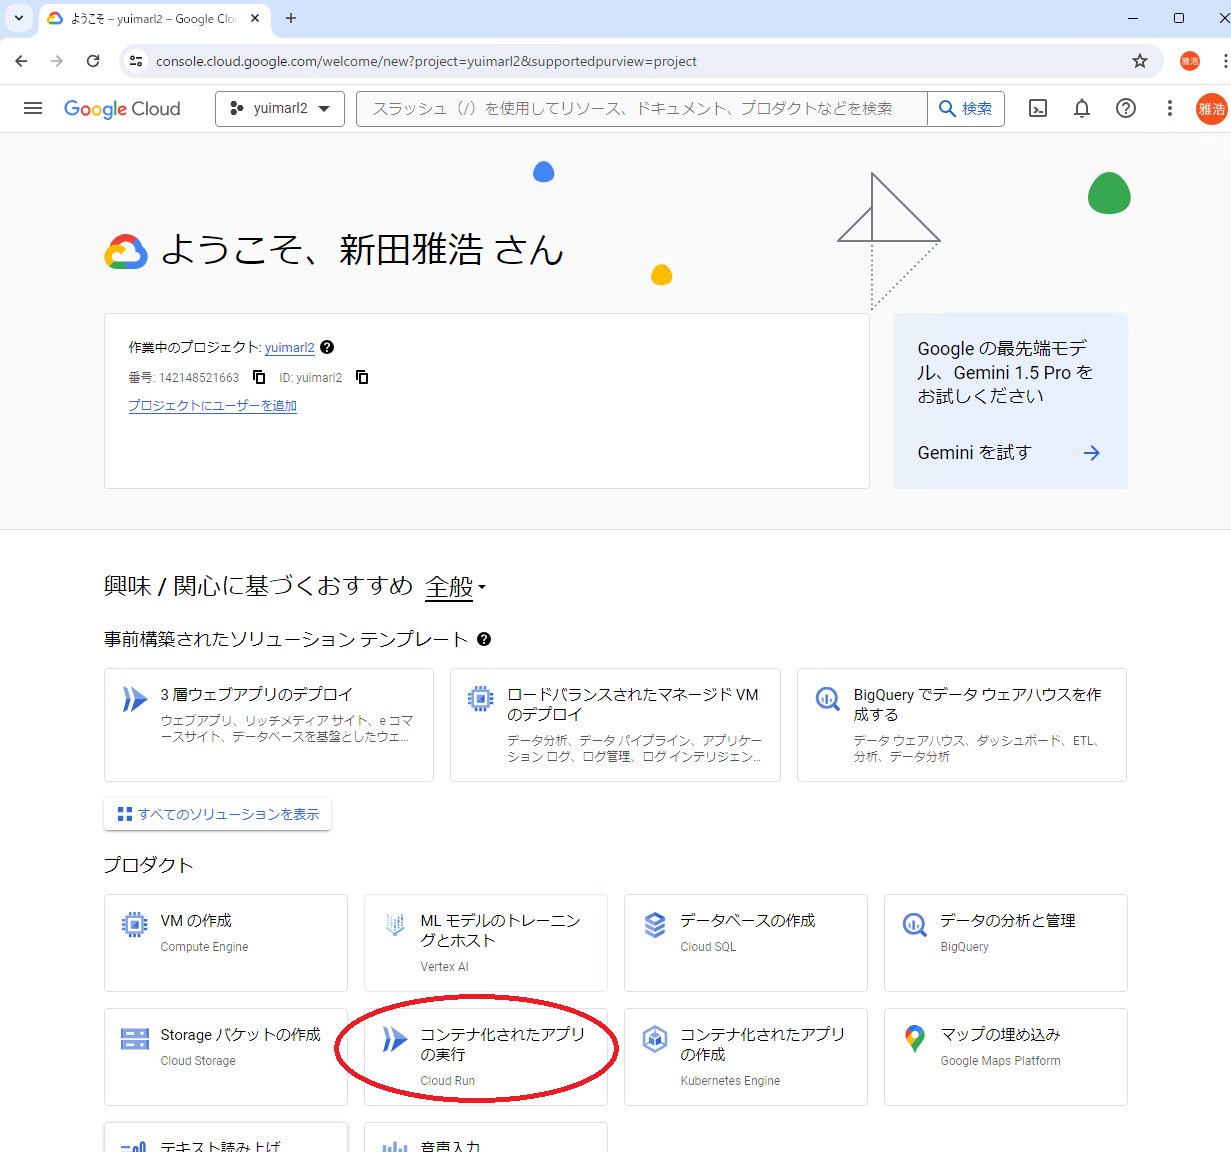 ようこそ – yuimarl2 – Google Clo
console.cloud.google.com/welcome/new?project=yuimarl2&supportedpurview=project
雅浩
Google Cloud
yuimarl2
スラッシュ（/）を使用してリソース、ドキュメント、プロダクトなどを検索
検索
雅浩
ようこそ、新田雅浩 さん
作業中のプロジェクト: yuimarl2
番号: 142148521663 ID: yuimarl2
プロジェクトにユーザーを追加
Google の最先端モデ
ル、Gemini 1.5 Pro を
お試しください
Gemini を試す
興味 / 関心に基づくおすすめ 全般
事前構築されたソリューション テンプレート
3 層ウェブアプリのデプロイ
ウェブアプリ、リッチメディア サイト、e コマ
ースサイト、データベースを基盤としたウェ...
ロードバランスされたマネージド VM
のデプロイ
データ分析、データ パイプライン、アプリケー
ション ログ、ログ管理、ログ インテリジェン...
BigQuery でデータ ウェアハウスを作
成する
データ ウェアハウス、ダッシュボード、ETL、
分析、データ分析
すべてのソリューションを表示
プロダクト
VM の作成
Compute Engine
ML モデルのトレーニン
グとホスト
Vertex AI
データベースの作成
Cloud SQL
データの分析と管理
BigQuery
Storage バケットの作成
Cloud Storage
コンテナ化されたアプリ
の実行
Cloud Run
コンテナ化されたアプリ
の作成
Kubernetes Engine
マップの埋め込み
Google Maps Platform
テキスト読み上げ
音声入力